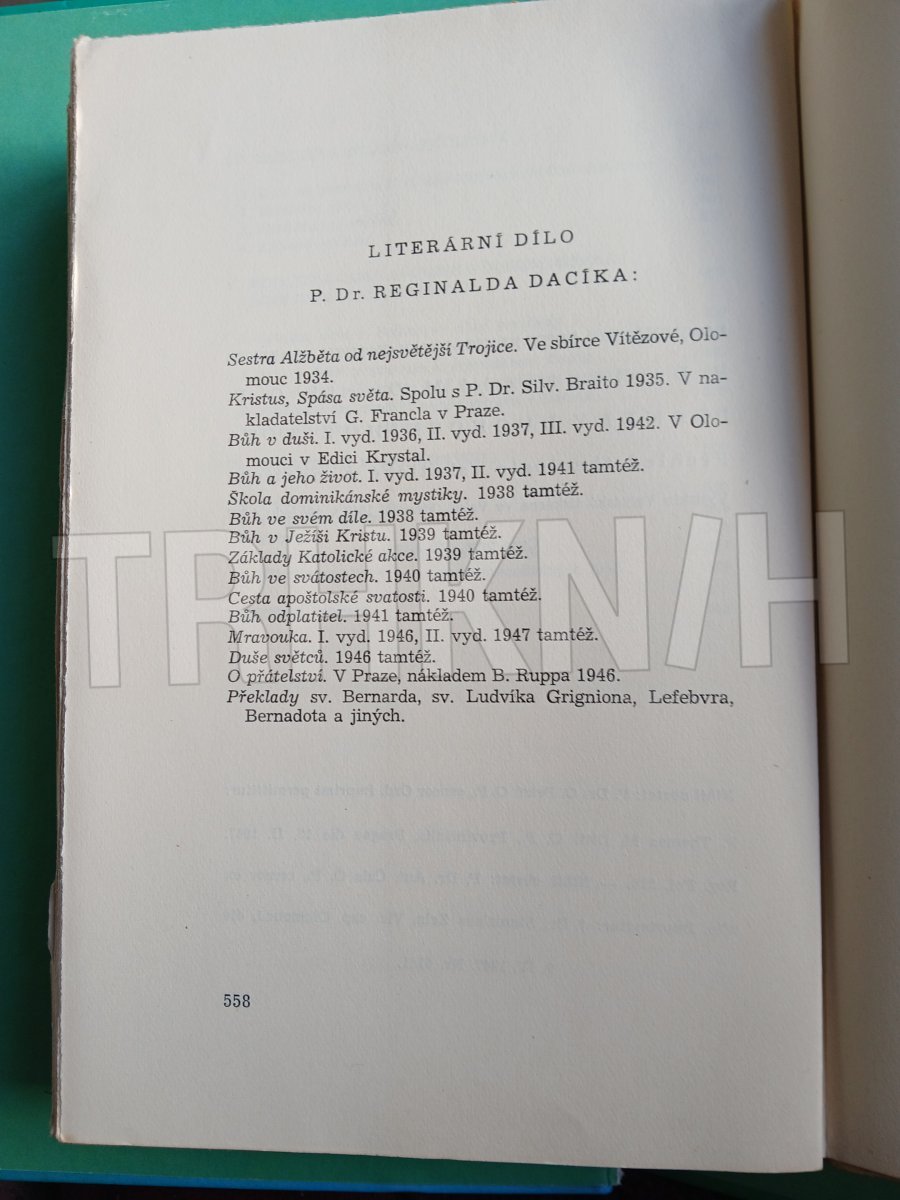 LITERÁRNÍ DÍLO
P. Dr. REGINALDA DACÍKA:
Sestra Alžběta od nejsvětější Trojice. Ve sbírce Vítězové, Olo-
mouc 1934.
Kristus, Spása světa. Spolu s P. Dr. Silv. Braito 1935. V na-
kladatelství G. Francla v Praze.
Bůh v duši. I. vyd. 1936, II. vyd. 1937, III. vyd. 1942. V Olo-
mouci v Edici Krystal.
Bůh a jeho život. I. vyd. 1937, II. vyd. 1941 tamtéž.
Škola dominikánské mystiky. 1938 tamtéž.
Bůh ve svém díle. 1938 tamtéž.
Bůh v Ježíši Kristu. 1939 tamtéž.
Základy Katolické akce. 1939 tamtéž.
Bůh ve svátostech. 1940 tamtéž.
Cesta apoštolské svatosti. 1940 tamtéž.
Bůh odplatitel. 1941 tamtéž.
Mravouka. I. vyd. 1946, II. vyd. 1947 tamtéž.
Duše světců. 1946 tamtéž.
O přátelství. V Praze, nákladem B. Ruppa 1946.
Překlady sv. Bernarda, sv. Ludvíka Grigniona, Lefebvra,
Bernadota a jiných.
558
TRHKNIH